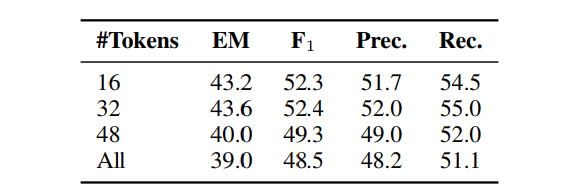 #Tokens EM F1 Prec. Rec.
16 43.2 52.3 51.7 54.5
32 43.6 52.4 52.0 55.0
48 40.0 49.3 49.0 52.0
All 39.0 48.5 48.2 51.1